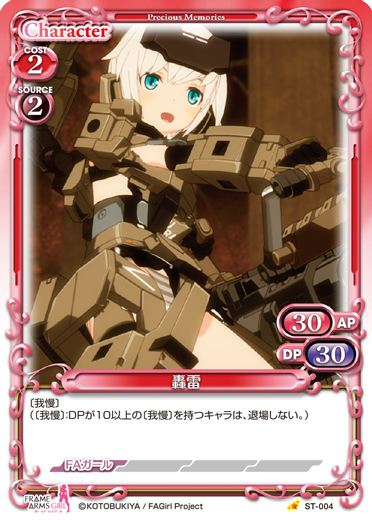 Precious Memories
Character
COST
2
SOURCE
2
30 AP
DP 30
轟雷
〔我慢〕
（〔我慢〕：DPが10以上の〔我慢〕を持つキャラは、退場しない。）
FAガール
FRAME ARMS GIRL
©KOTOBUKIYA / FAGirl Project
ST-004